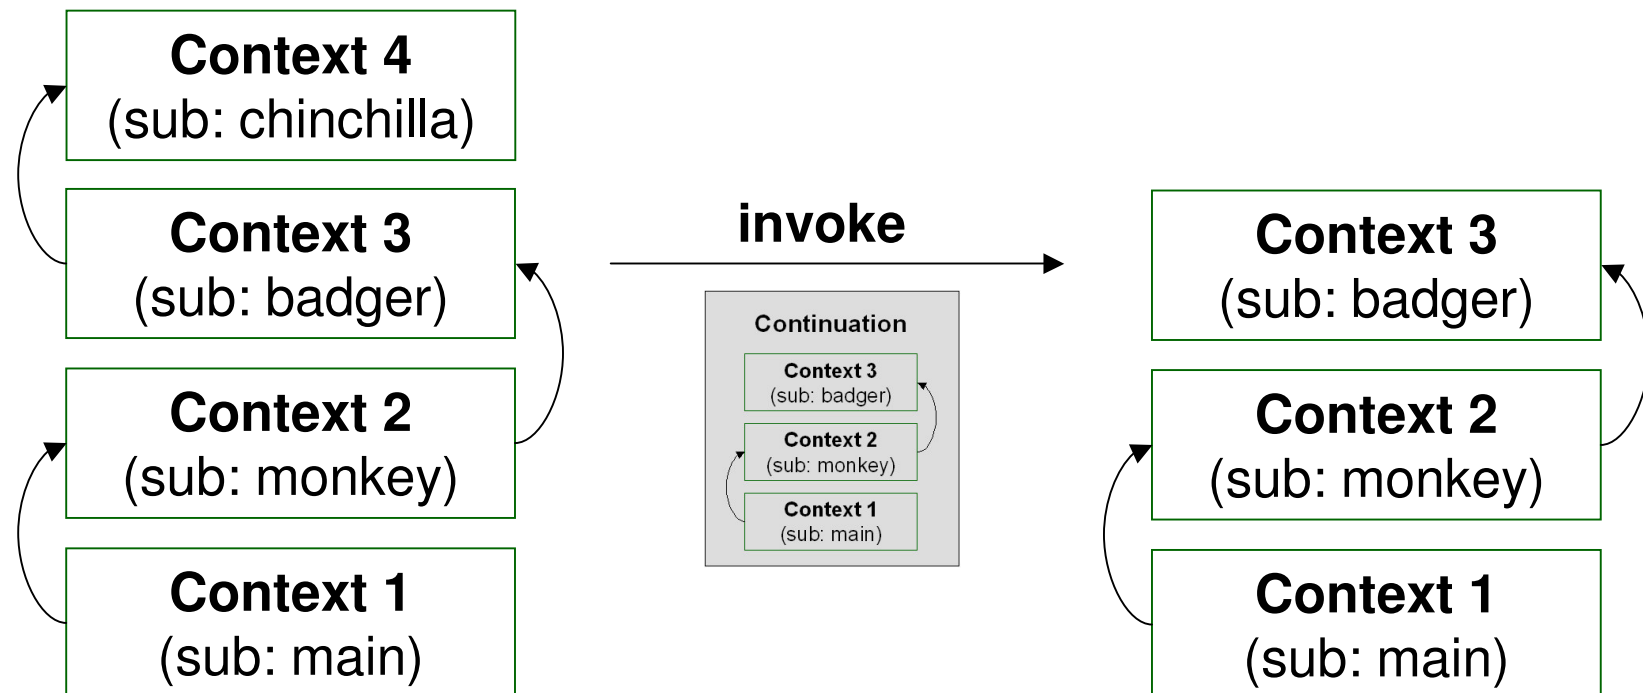 Context 4
(sub: chinchilla)
Context 3
(sub: badger)
Context 2
(sub: monkey)
Context 1
(sub: main)
invoke
Continuation
Context 3
(sub: badger)
Context 2
(sub: monkey)
Context 1
(sub: main)
Context 3
(sub: badger)
Context 2
(sub: monkey)
Context 1
(sub: main)